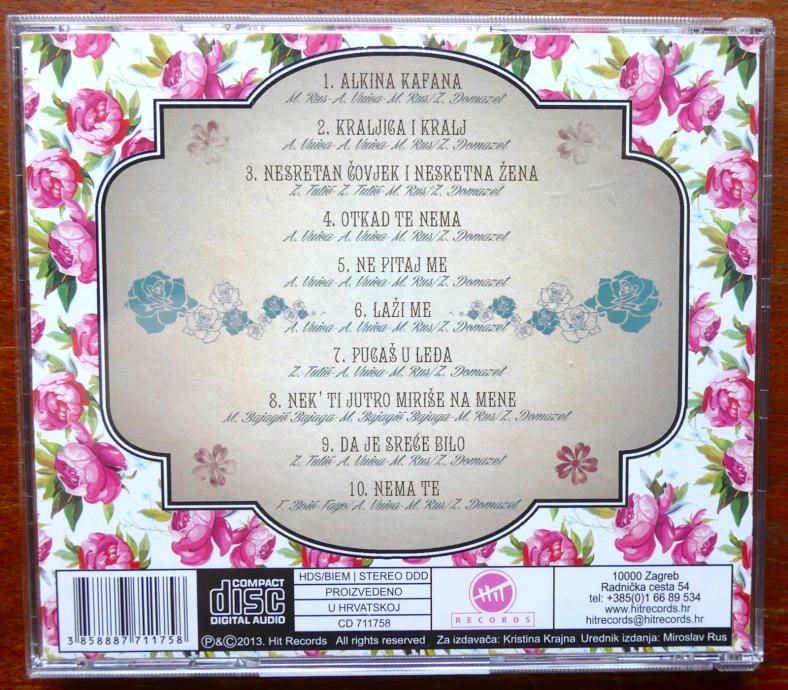 1. ALKINA KAFANA
M. Rus-A. Vuica-M. Rus/Z. Domazet
2. KRALJICA I KRALJ
A. Vuica-A. Vuica-M. Rus/Z. Domazet
3. NESRETAN ČOVJEK I NESRETNA ŽENA
Z. Tutić-Z. Tutić-M. Rus/Z. Domazet
4. OTKAD TE NEMA
A. Vuica-A. Vuica-M. Rus/Z. Domazet
5. NE PITAJ ME
A. Vuica-A. Vuica-M. Rus/Z. Domazet
6. LAŽI ME
A. Vuica-A. Vuica-M. Rus/Z. Domazet
7. PUCAŠ U LEĐA
Z. Tutić-A. Vuica-M. Rus/Z. Domazet
8. NEK' TI JUTRO MIRIŠE NA MENE
M. Bajagić Bajaga-M. Bajagić Bajaga-M. Rus/Z. Domazet
9. DA JE SREĆE BILO
Z. Tutić-A. Vuica-M. Rus/Z. Domazet
10. NEMA TE
F. Božić-Fayo/A. Vuica-M. Rus/Z. Domazet
3 858887 711758
COMPACT
disc
DIGITAL AUDIO
HDS/BIEM | STEREO DDD
PROIZVEDENO
U HRVATSKOJ
CD 711758
HIT
RECORDS
10000 Zagreb
Radnička cesta 54
tel: +385(0)1 66 89 534
www.hitrecords.hr
hitrecords@hitrecords.hr
Ⓟ&Ⓒ2013. Hit Records All rights reserved Za izdavača: Kristina Krajna Urednik izdanja: Miroslav Rus